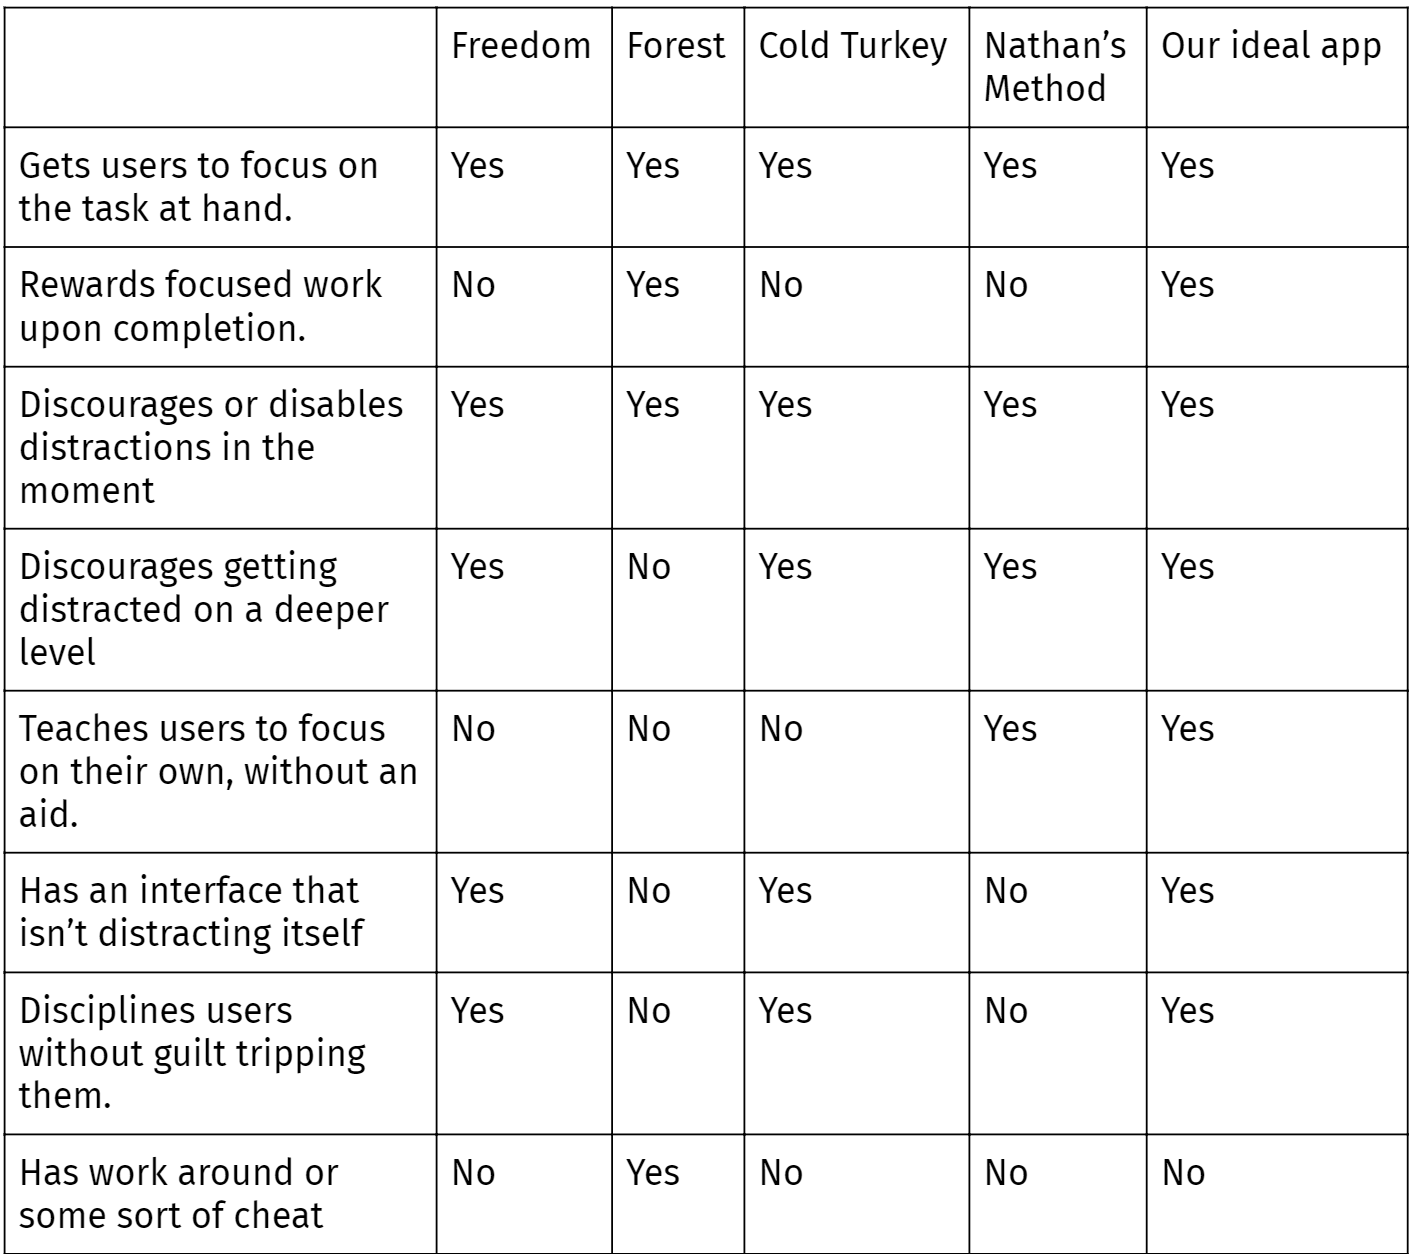 Freedom Forest Cold Turkey Nathan’s Method Our ideal app
Gets users to focus on the task at hand. Yes Yes Yes Yes Yes
Rewards focused work upon completion. No Yes No No Yes
Discourages or disables distractions in the moment Yes Yes Yes Yes Yes
Discourages getting distracted on a deeper level Yes No Yes Yes Yes
Teaches users to focus on their own, without an aid. No No No Yes Yes
Has an interface that isn’t distracting itself Yes No Yes No Yes
Disciplines users without guilt tripping them. Yes No Yes No Yes
Has work around or some sort of cheat No Yes No No No